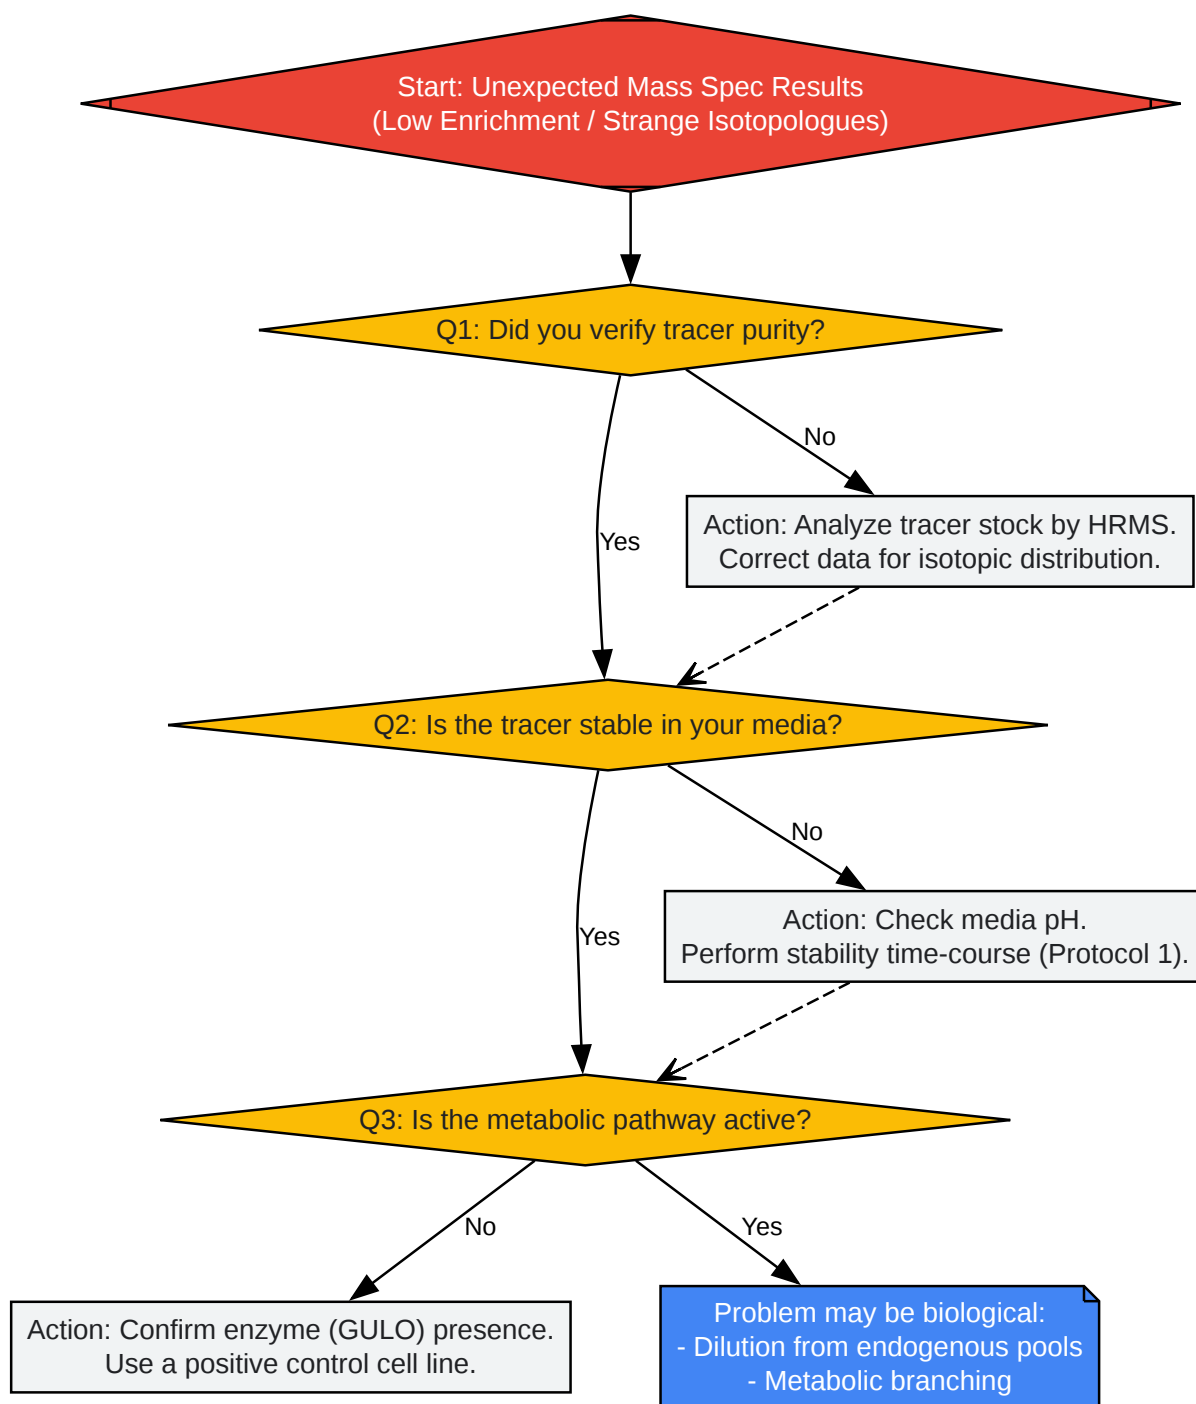 Start: Unexpected Mass Spec Results
(Low Enrichment / Strange Isotopologues)
Q1: Did you verify tracer purity?
No
Action: Analyze tracer stock by HRMS.
Correct data for isotopic distribution.
Yes
Q2: Is the tracer stable in your media?
No
Action: Check media pH.
Perform stability time-course (Protocol 1).
Yes
Q3: Is the metabolic pathway active?
No
Yes
Action: Confirm enzyme (GULO) presence.
Use a positive control cell line.
Problem may be biological:
- Dilution from endogenous pools
- Metabolic branching